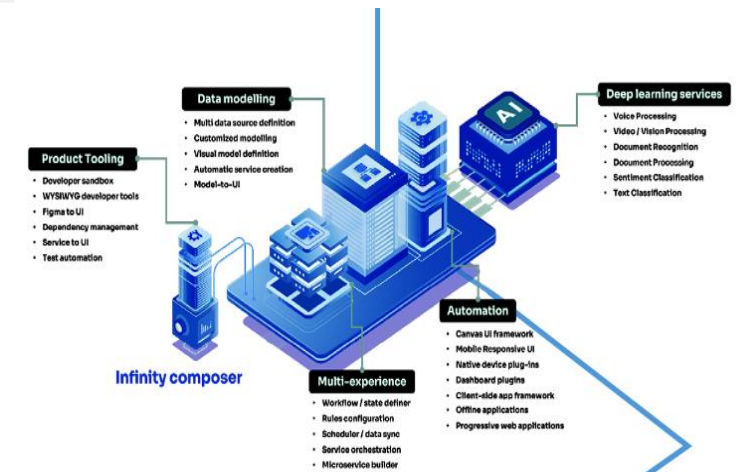 Data modelling
• Multi data source definition
• Customized modelling
• Visual model definition
• Automatic service creation
• Model-to-UI
Deep learning services
• Voice Processing
• Video / Vision Processing
• Document Recognition
• Document Processing
• Sentiment Classification
• Text Classification
AI
Product Tooling
• Developer sandbox
• WYSIWYG developer tools
• Figma to UI
• Dependency management
• Service to UI
• Test automation
Infinity composer
Automation
• Canvas UI framework
• Mobile Responsive UI
• Native device plug-ins
• Dashboard plugins
• Client-side app framework
• Offline applications
• Progressive web applications
Multi-experience
• Workflow / state definer
• Rules configuration
• Scheduler / data sync
• Service orchestration
• Microservice builder